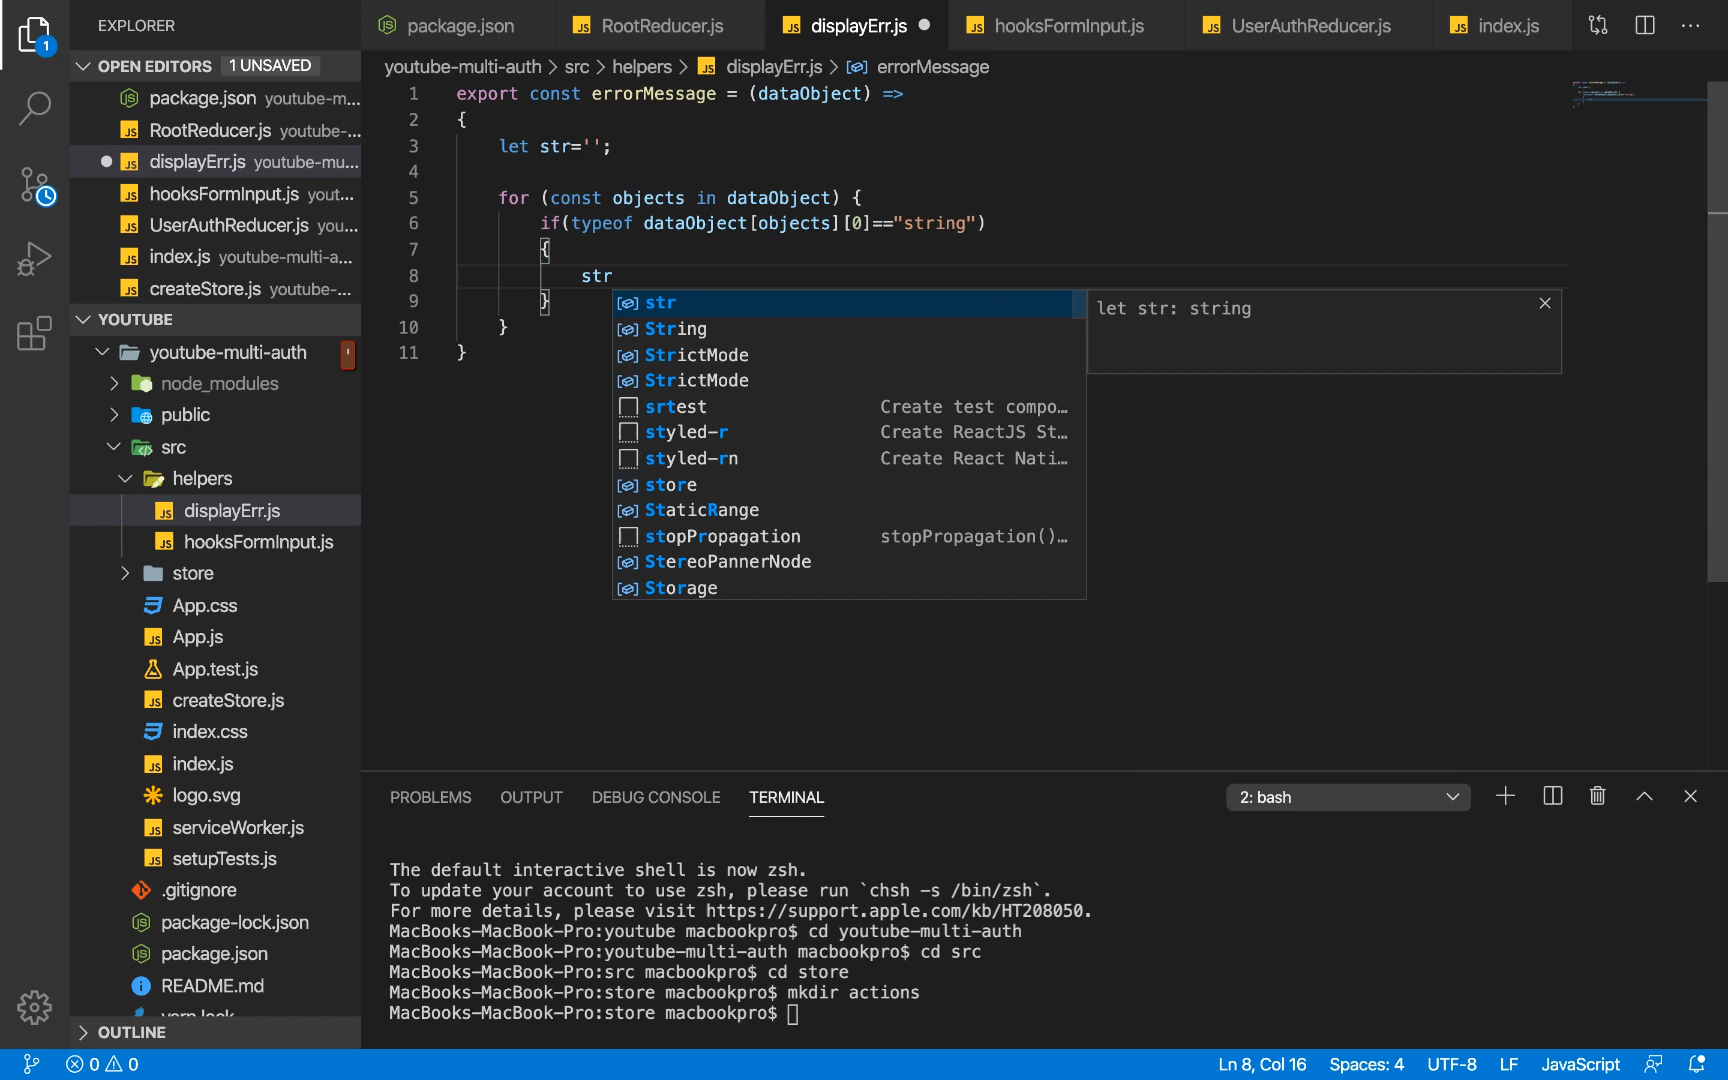 EXPLORER
OPEN EDITORS 1 UNSAVED
package.json youtube-m...
RootReducer.js youtube-...
displayErr.js youtube-mu...
hooksFormInput.js yout...
UserAuthReducer.js you...
index.js youtube-multi-a...
createStore.js youtube-...
YOUTUBE
youtube-multi-auth
node_modules
public
src
helpers
displayErr.js
hooksFormInput.js
store
App.css
App.js
App.test.js
createStore.js
index.css
index.js
logo.svg
serviceWorker.js
setupTests.js
.gitignore
package-lock.json
package.json
README.md
yarn.lock
OUTLINE
package.json RootReducer.js displayErr.js hooksFormInput.js UserAuthReducer.js index.js
youtube-multi-auth > src > helpers > JS displayErr.js > errorMessage
1 export const errorMessage = (dataObject) =>
2 {
3 let str='';
4
5 for (const objects in dataObject) {
6 if(typeof dataObject[objects][0]=="string")
7 {
8 str
9 }
10 }
11 }
str
String
StrictMode
StrictMode
srtest Create test compo…
styled-r Create ReactJS St…
styled-rn Create React Nati…
store
StaticRange
stopPropagation stopPropagation()…
StereoPannerNode
Storage
let str: string
PROBLEMS OUTPUT DEBUG CONSOLE TERMINAL 2: bash
The default interactive shell is now zsh.
To update your account to use zsh, please run `chsh -s /bin/zsh`.
For more details, please visit https://support.apple.com/kb/HT208050.
MacBooks-MacBook-Pro:youtube macbookpro$ cd youtube-multi-auth
MacBooks-MacBook-Pro:youtube-multi-auth macbookpro$ cd src
MacBooks-MacBook-Pro:src macbookpro$ cd store
MacBooks-MacBook-Pro:store macbookpro$ mkdir actions
MacBooks-MacBook-Pro:store macbookpro$
0 0 Ln 8, Col 16 Spaces: 4 UTF-8 LF JavaScript